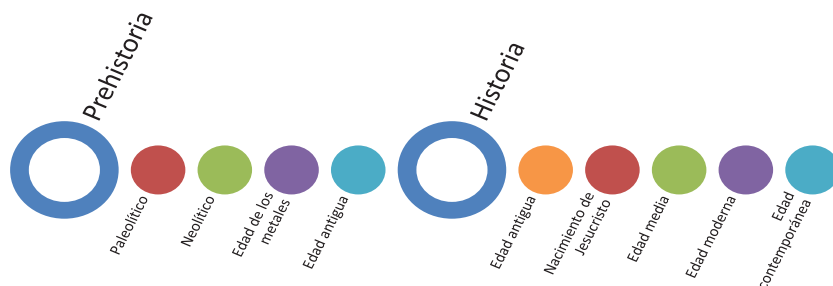 Prehistoria
Paleolítico
Neolítico
Edad de los
metales
Edad antigua
Historia
Edad antigua
Nacimiento de
Jesucristo
Edad media
Edad moderna
Edad
contemporánea